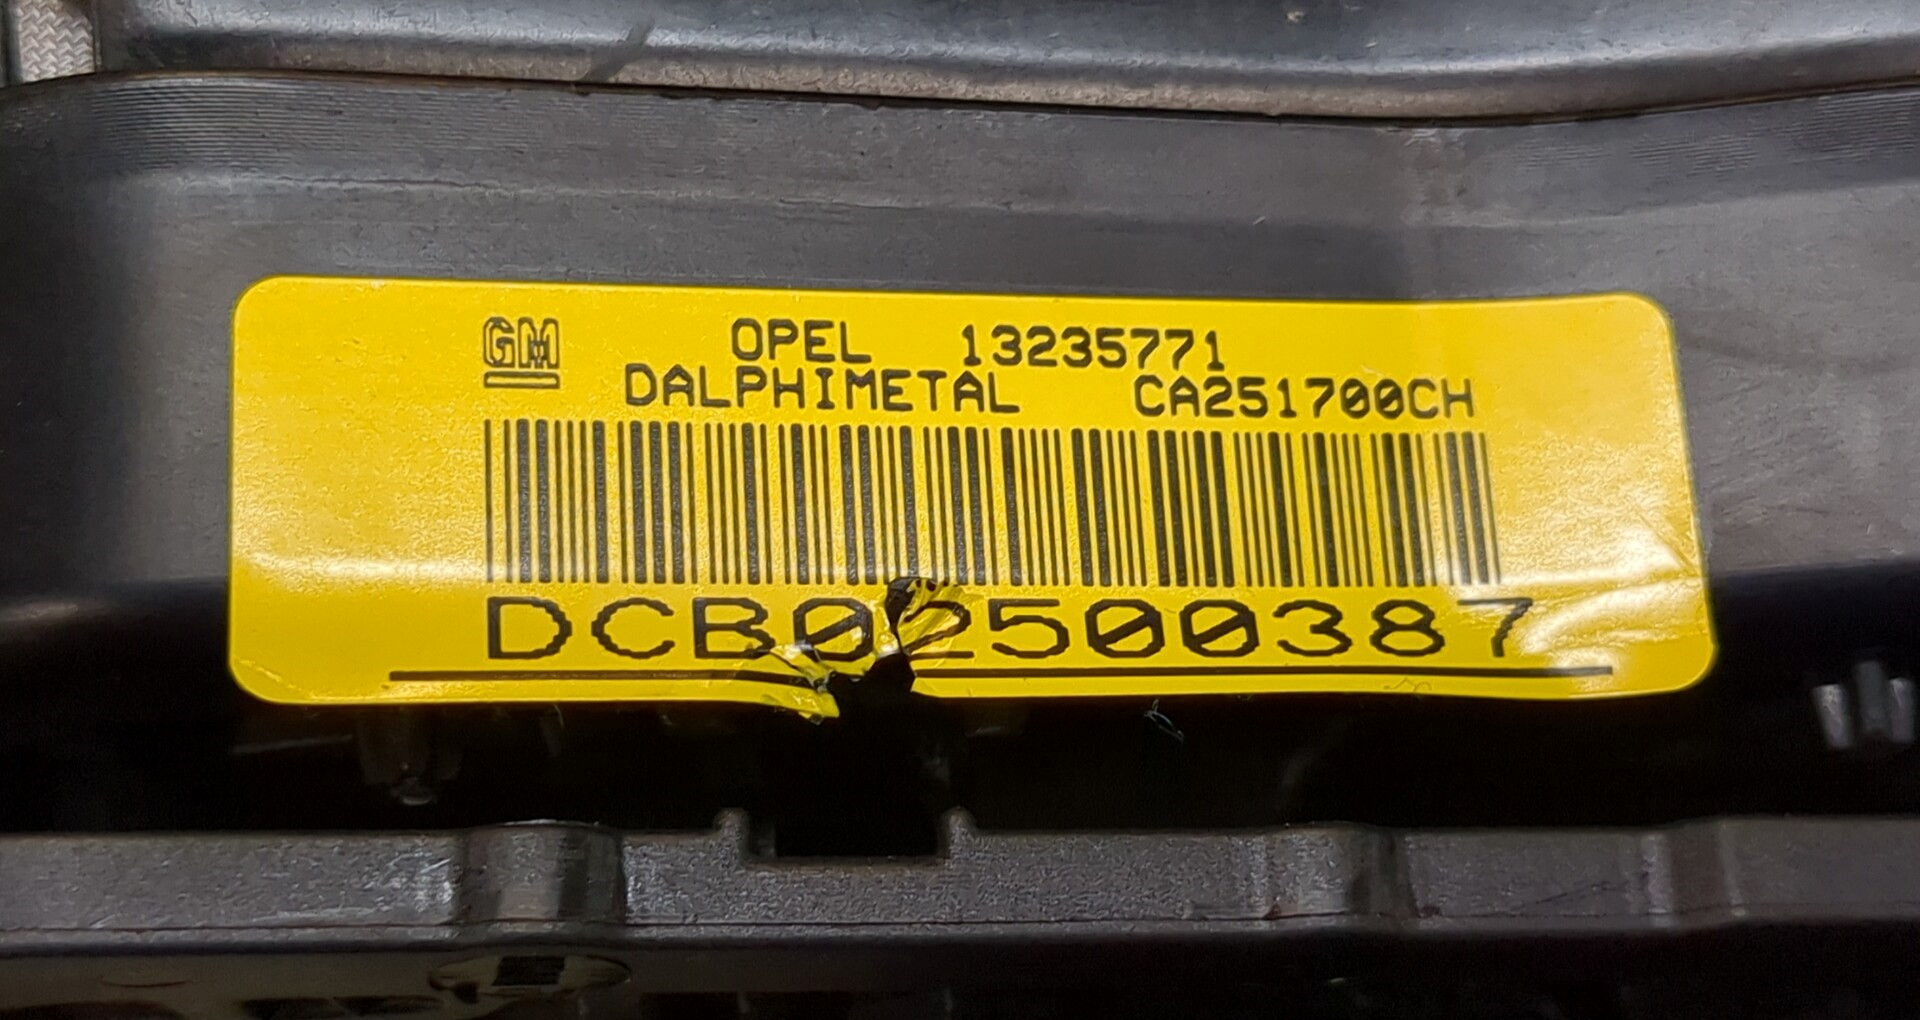 GM OPEL 13235771
DALPHIMETAL CA251700CH
DCB02500387